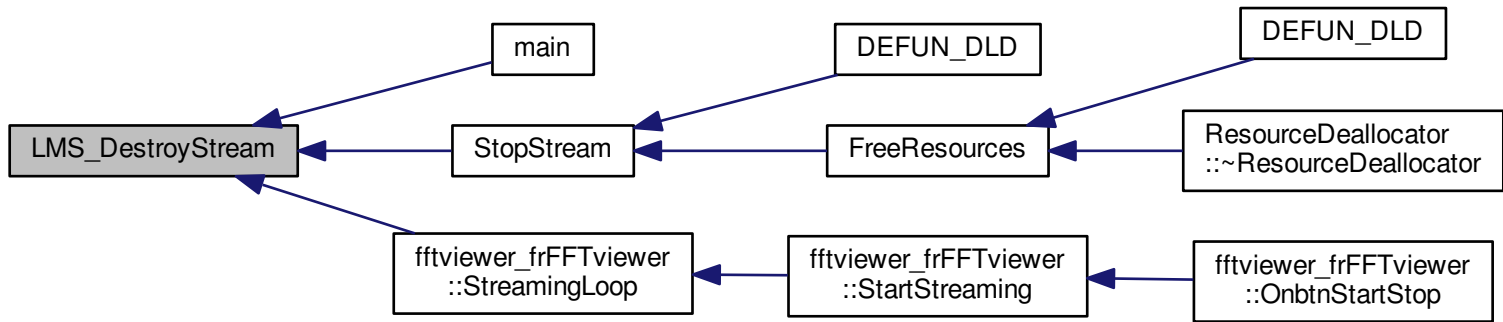 DEFUN_DLD
main
DEFUN_DLD
LMS_DestroyStream
StopStream
FreeResources
ResourceDeallocator
::~ResourceDeallocator
fftviewer_frFFTviewer
::StreamingLoop
fftviewer_frFFTviewer
::StartStreaming
fftviewer_frFFTviewer
::OnbtnStartStop